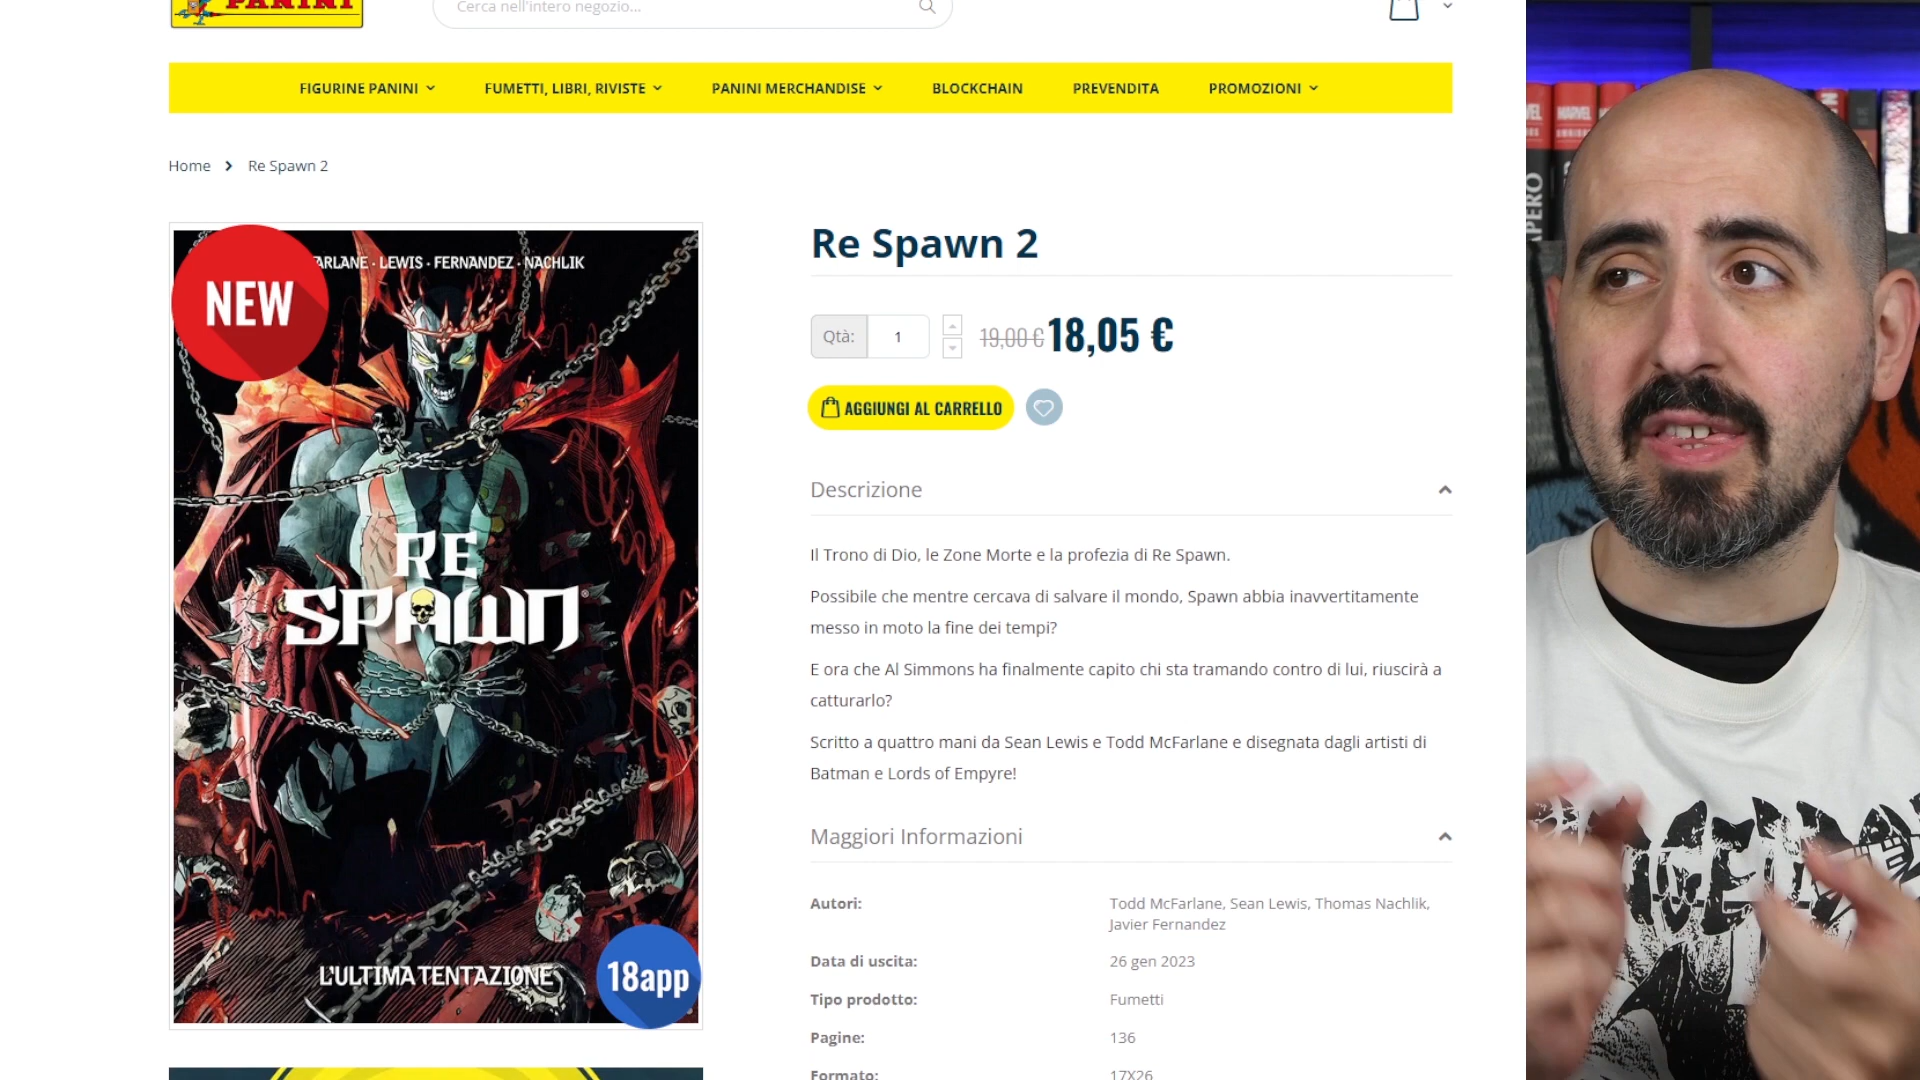 PANINI
Cerca nell'intero negozio...
FIGURINE PANINI
FUMETTI, LIBRI, RIVISTE
PANINI MERCHANDISE
BLOCKCHAIN
PREVENDITA
PROMOZIONI
Home
Re Spawn 2
NEW
ARLANE · LEWIS · FERNANDEZ · NACHLIK
RE
SPAWN
L'ULTIMA TENTAZIONE
18app
Re Spawn 2
Qtà:
1
19,00 €
18,05 €
AGGIUNGI AL CARRELLO
Descrizione
Il Trono di Dio, le Zone Morte e la profezia di Re Spawn.
Possibile che mentre cercava di salvare il mondo, Spawn abbia inavvertitamente
messo in moto la fine dei tempi?
E ora che Al Simmons ha finalmente capito chi sta tramando contro di lui, riuscirà a
catturarlo?
Scritto a quattro mani da Sean Lewis e Todd McFarlane e disegnata dagli artisti di
Batman e Lords of Empyre!
Maggiori Informazioni
Autori:
Todd McFarlane, Sean Lewis, Thomas Nachlik,
Javier Fernandez
Data di uscita:
26 gen 2023
Tipo prodotto:
Fumetti
Pagine:
136
Formato:
17X26
MARVEL